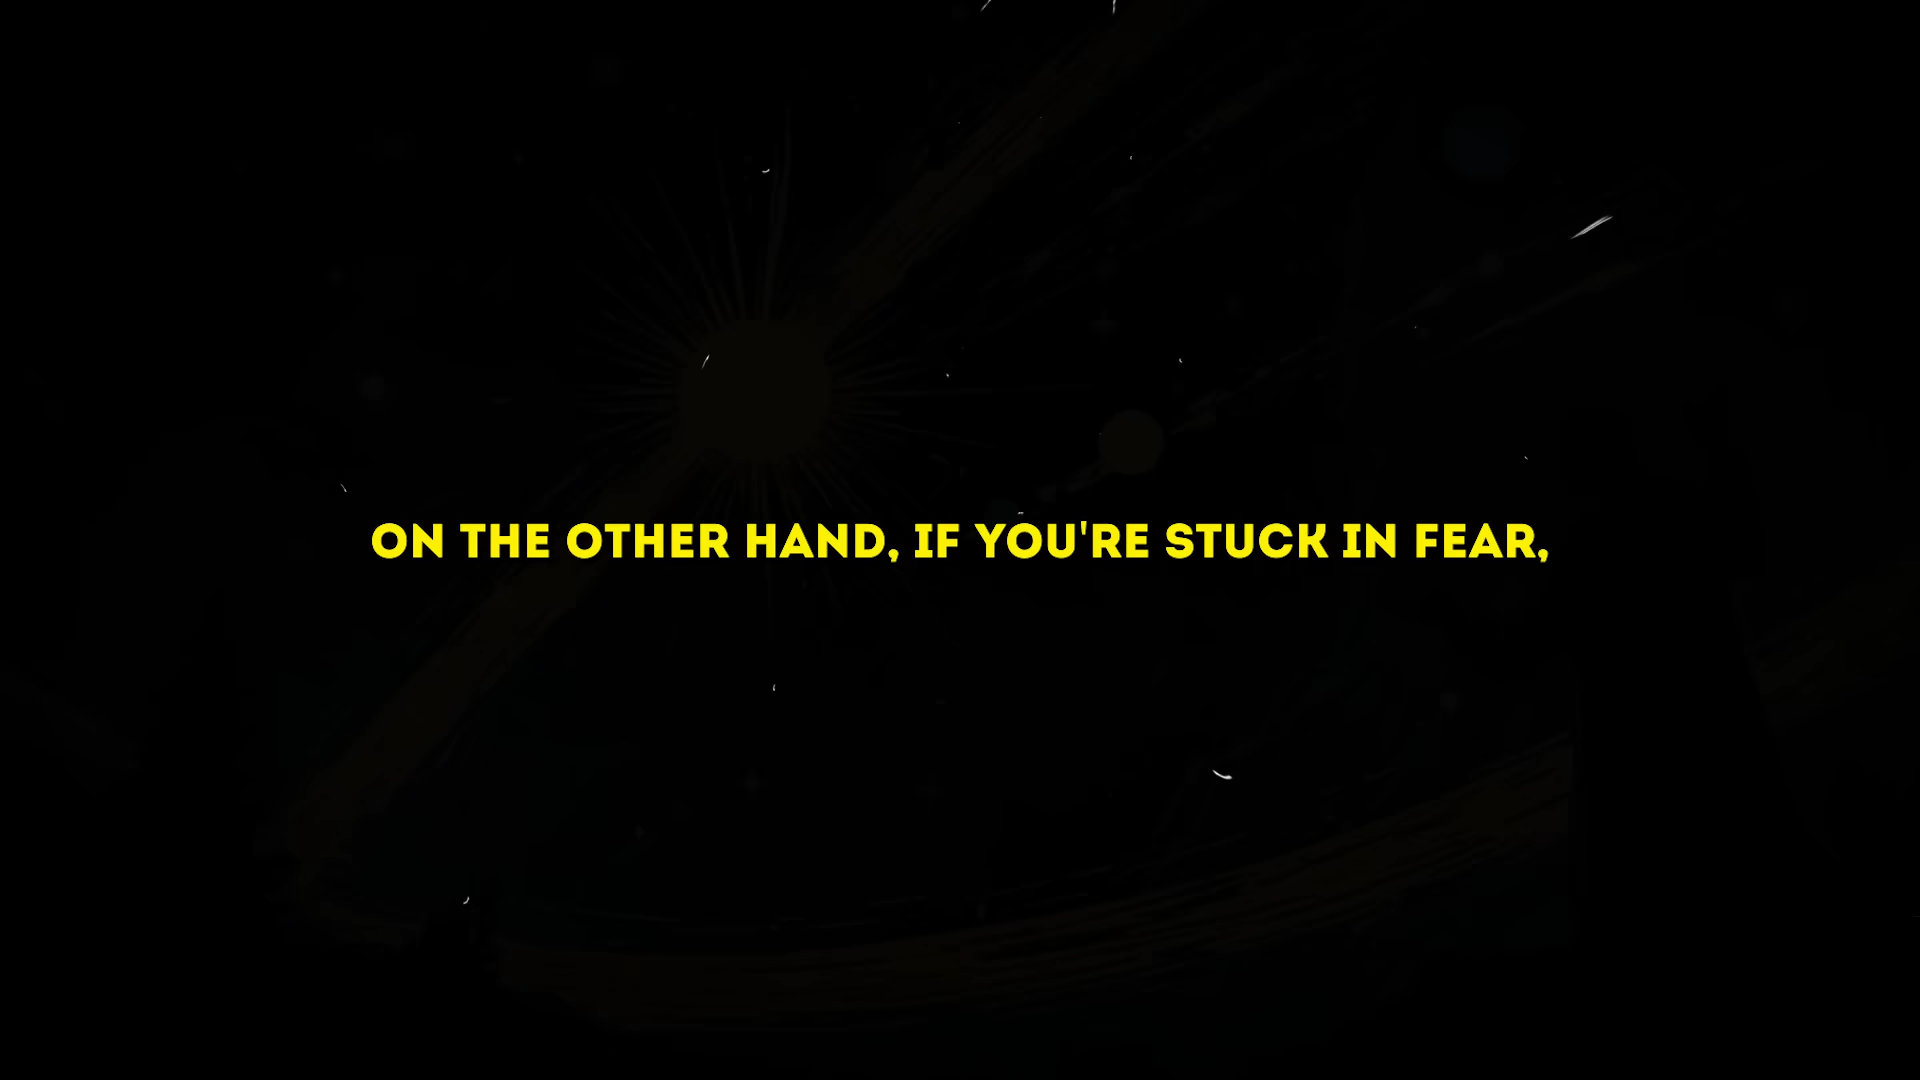 ON THE OTHER HAND, IF YOU'RE STUCK IN FEAR,